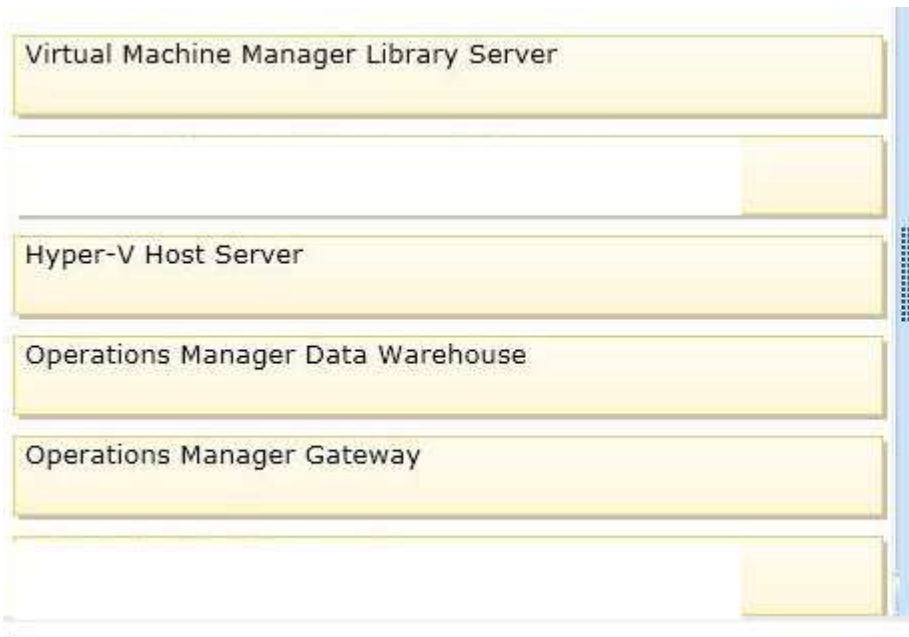 Virtual Machine Manager Library Server
Hyper-V Host Server
Operations Manager Data Warehouse
Operations Manager Gateway